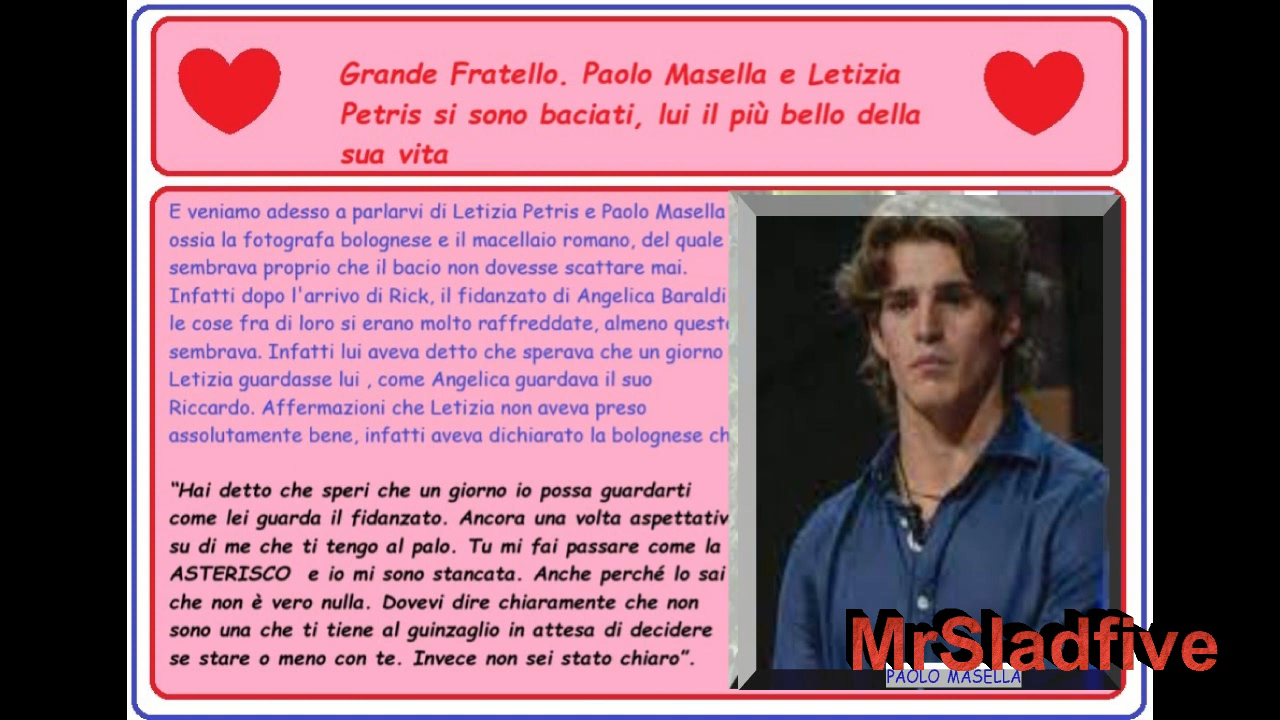 Grande Fratello. Paolo Masella e Letizia
Petris si sono baciati, lui il più bello della
sua vita
E veniamo adesso a parlarvi di Letizia Petris e Paolo Masella
ossia la fotografa bolognese e il macellaio romano, del quale
sembrava proprio che il bacio non dovesse scattare mai.
Infatti dopo l'arrivo di Rick, il fidanzato di Angelica Baraldi
le cose fra di loro si erano molto raffreddate, almeno questo
sembrava. Infatti lui aveva detto che sperava che un giorno
Letizia guardasse lui , come Angelica guardava il suo
Riccardo. Affermazioni che Letizia non aveva preso
assolutamente bene, infatti aveva dichiarato la bolognese ch
“Hai detto che speri che un giorno io possa guardarti
come lei guarda il fidanzato. Ancora una volta aspettativ
su di me che ti tengo al palo. Tu mi fai passare come la
ASTERISCO e io mi sono stancata. Anche perché lo sai
che non è vero nulla. Dovevi dire chiaramente che non
sono una che ti tiene al guinzaglio in attesa di decidere
se stare o meno con te. Invece non sei stato chiaro”.
MrSladfive
PAOLO MASELLA